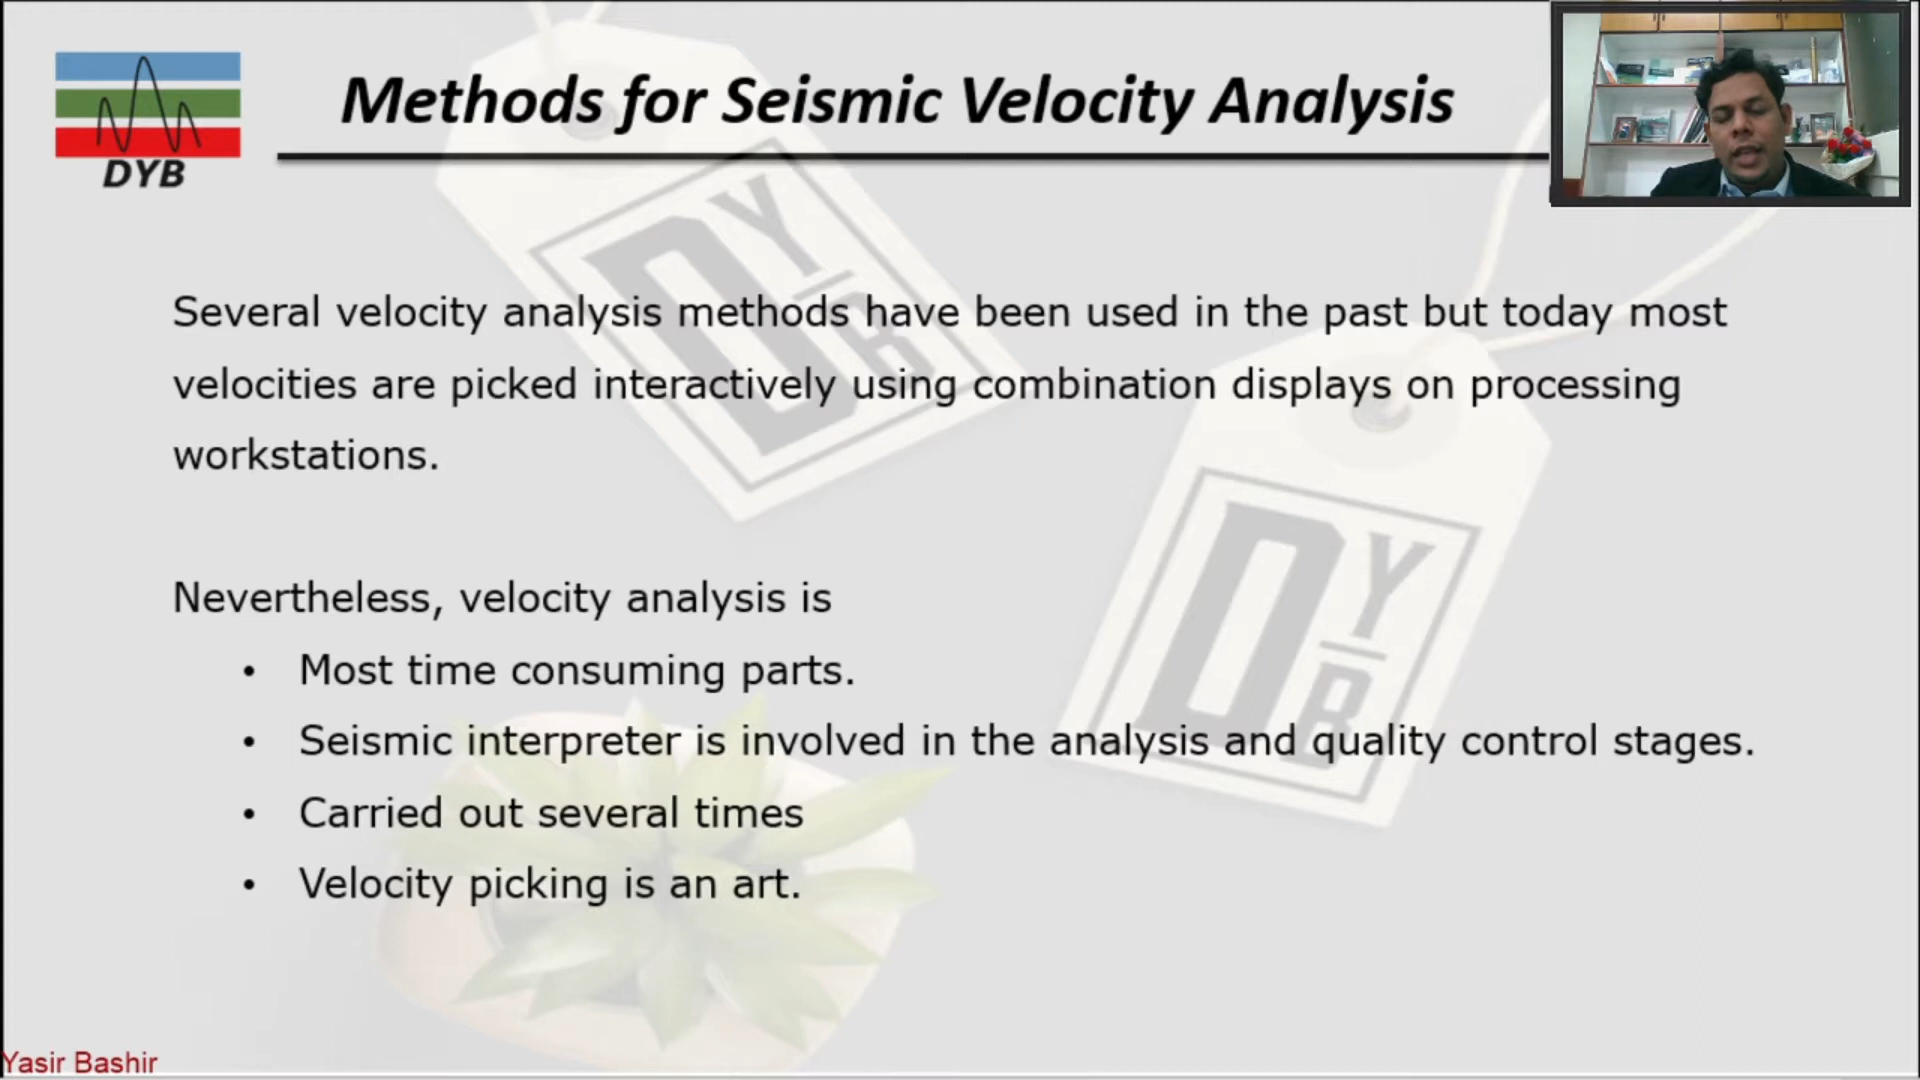 Methods for Seismic Velocity Analysis
DYB
Several velocity analysis methods have been used in the past but today most
velocities are picked interactively using combination displays on processing
workstations.
Nevertheless, velocity analysis is
• Most time consuming parts.
• Seismic interpreter is involved in the analysis and quality control stages.
• Carried out several times
• Velocity picking is an art.
D Y B
D Y B
Yasir Bashir